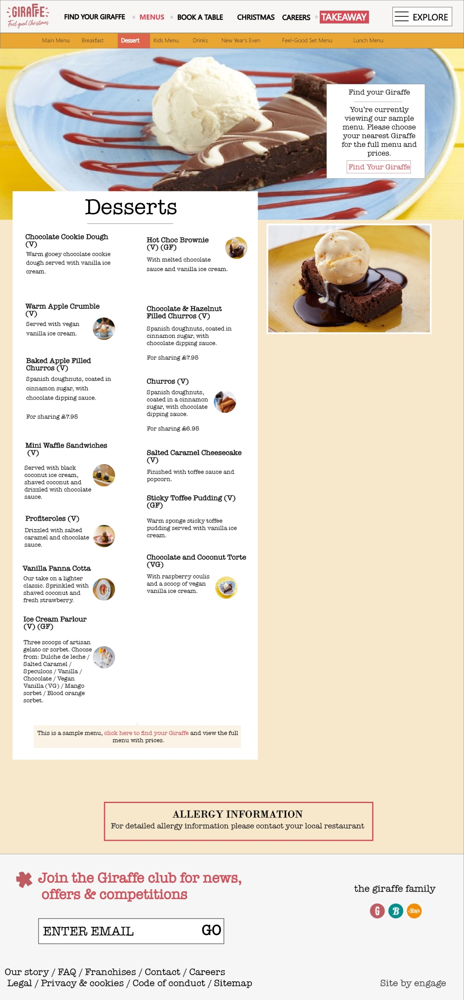 GIRAFFE
Feel-good Christmas
FIND YOUR GIRAFFE
MENUS
BOOK A TABLE
CHRISTMAS
CAREERS
TAKEAWAY
EXPLORE
Main Menu
Breakfast
Dessert
Kids Menu
Drinks
New Year's Even
Feel-Good Set Menu
Lunch Menu
Find your Giraffe
You're currently
viewing our sample
menu. Please choose
your nearest Giraffe
for the full menu and
prices.
Find Your Giraffe
Desserts
Chocolate Cookie Dough
(V)
Warm gooey chocolate cookie
dough served with vanilla ice
cream.
Warm Apple Crumble
(V)
Served with vegan
vanilla ice cream.
Baked Apple Filled
Churros (V)
Spanish doughnuts, coated in
cinnamon sugar, with
chocolate dipping sauce.
For sharing £7.95
Mini Waffle Sandwiches
(V)
Served with black
coconut ice cream,
shaved coconut and
drizzled with chocolate
sauce.
Profiteroles (V)
Drizzled with salted
caramel and chocolate
sauce.
Vanilla Panna Cotta
Our take on a lighter
classic. Sprinkled with
shaved coconut and
fresh strawberry.
Ice Cream Parlour
(V) (GF)
Three scoops of artisan
gelato or sorbet. Choose
from: Dulche de leche /
Salted Caramel /
Speculoos / Vanilla /
Chocolate / Vegan
Vanilla (VG) / Mango
sorbet / Blood orange
sorbet.
Hot Choc Brownie
(V) (GF)
With melted chocolate
sauce and vanilla ice cream.
Chocolate & Hazelnut
Filled Churros (V)
Spanish doughnuts, coated in
cinnamon sugar, with
chocolate dipping sauce.
For sharing £7.95
Churros (V)
Spanish doughnuts,
coated in a cinnamon
sugar, with chocolate
dipping sauce.
For sharing £6.95
Salted Caramel Cheesecake
(V)
Finished with toffee sauce and
popcorn.
Sticky Toffee Pudding (V)
(GF)
Warm sponge sticky toffee
pudding served with vanilla ice
cream.
Chocolate and Coconut Torte
(VG)
With raspberry coulis
and a scoop of vegan
vanilla ice cream.
This is a sample menu, click here to find your Giraffe and view the full
menu with prices.
ALLERGY INFORMATION
For detailed allergy information please contact your local restaurant
Join the Giraffe club for news,
offers & competitions
ENTER EMAIL
GO
the giraffe family
G
B
Stop
Our story / FAQ / Franchises / Contact / Careers
Legal / Privacy & cookies / Code of conduct / Sitemap
Site by engage